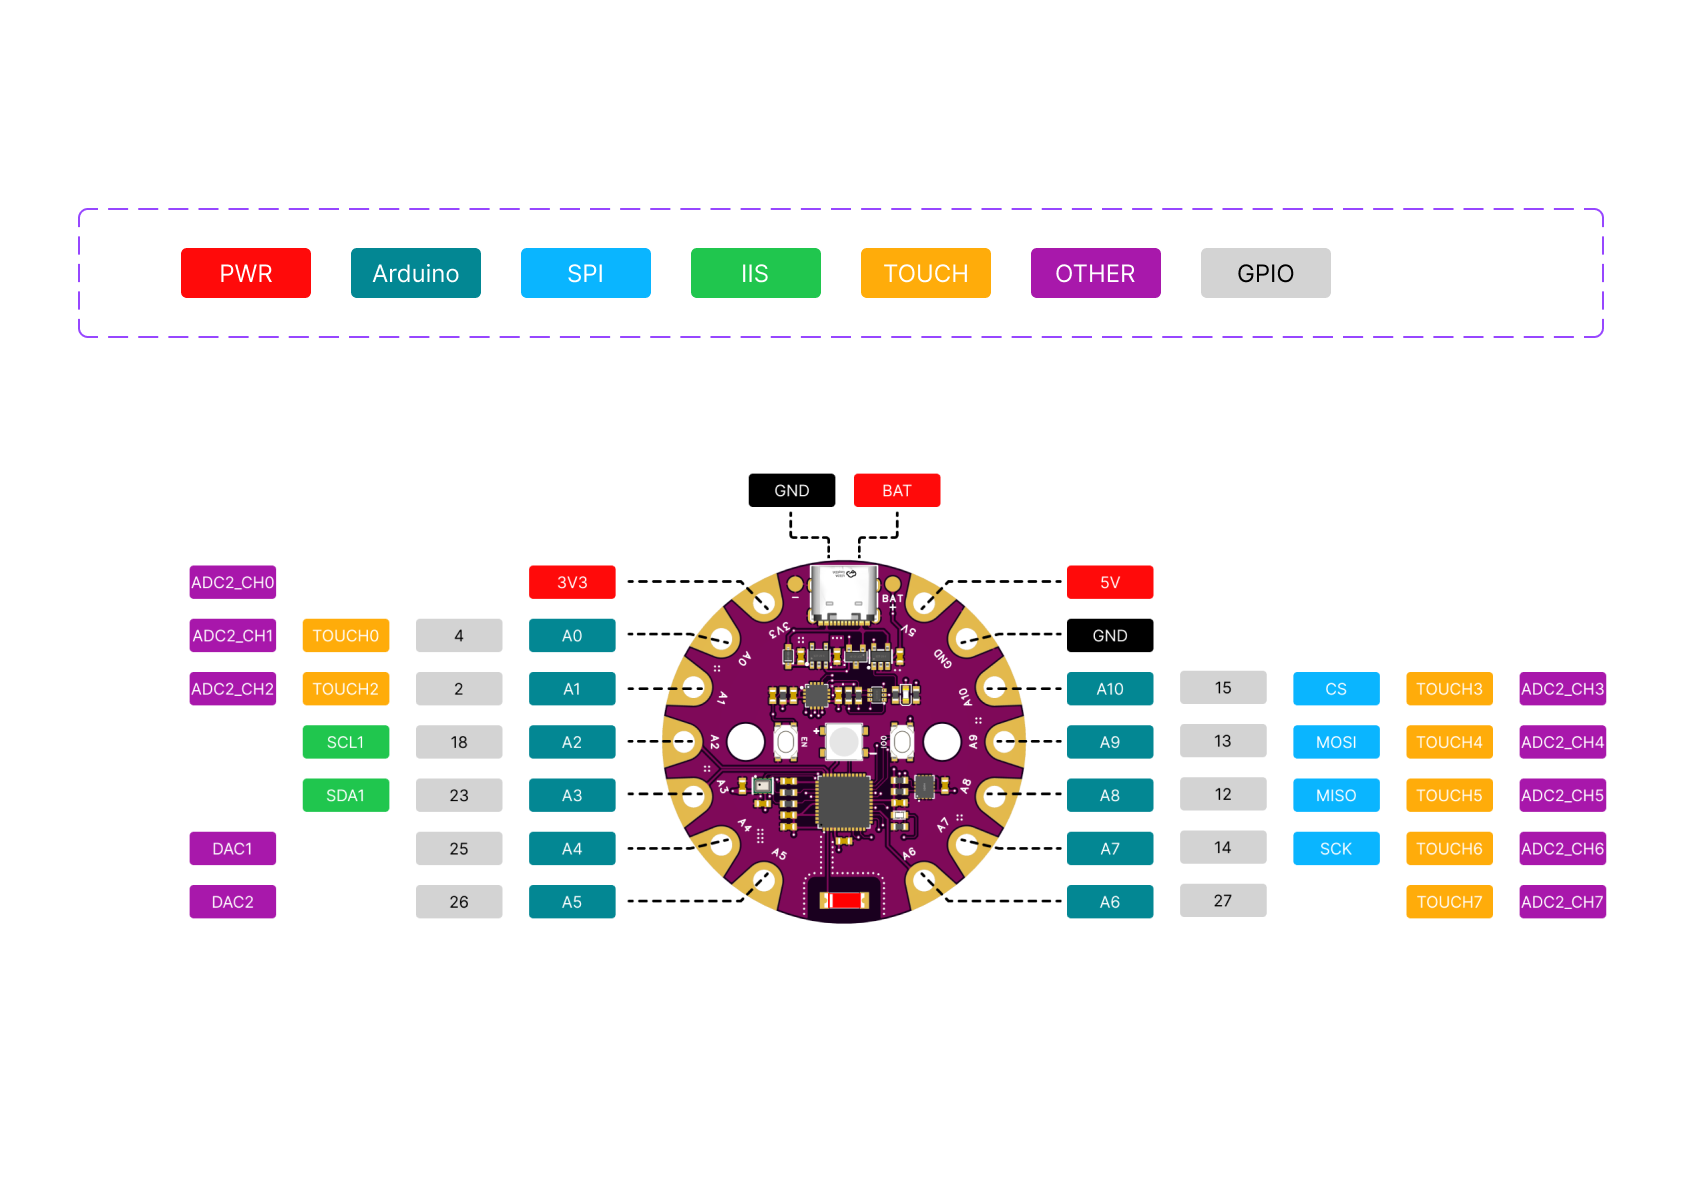 PWR Arduino SPI IIS TOUCH OTHER GPIO
GND BAT
ADC2_CH0 3V3 5V
ADC2_CH1 TOUCH0 4 A0 GND
ADC2_CH2 TOUCH2 2 A1 A10 15 CS TOUCH3 ADC2_CH3
SCL1 18 A2 A9 13 MOSI TOUCH4 ADC2_CH4
SDA1 23 A3 A8 12 MISO TOUCH5 ADC2_CH5
DAC1 25 A4 A7 14 SCK TOUCH6 ADC2_CH6
DAC2 26 A5 A6 27 TOUCH7 ADC2_CH7
− BAT
+
3V3 5V
A0 GND
A1 A10
A2 EN + A9
A3 A8
A4 A7
A5 A6